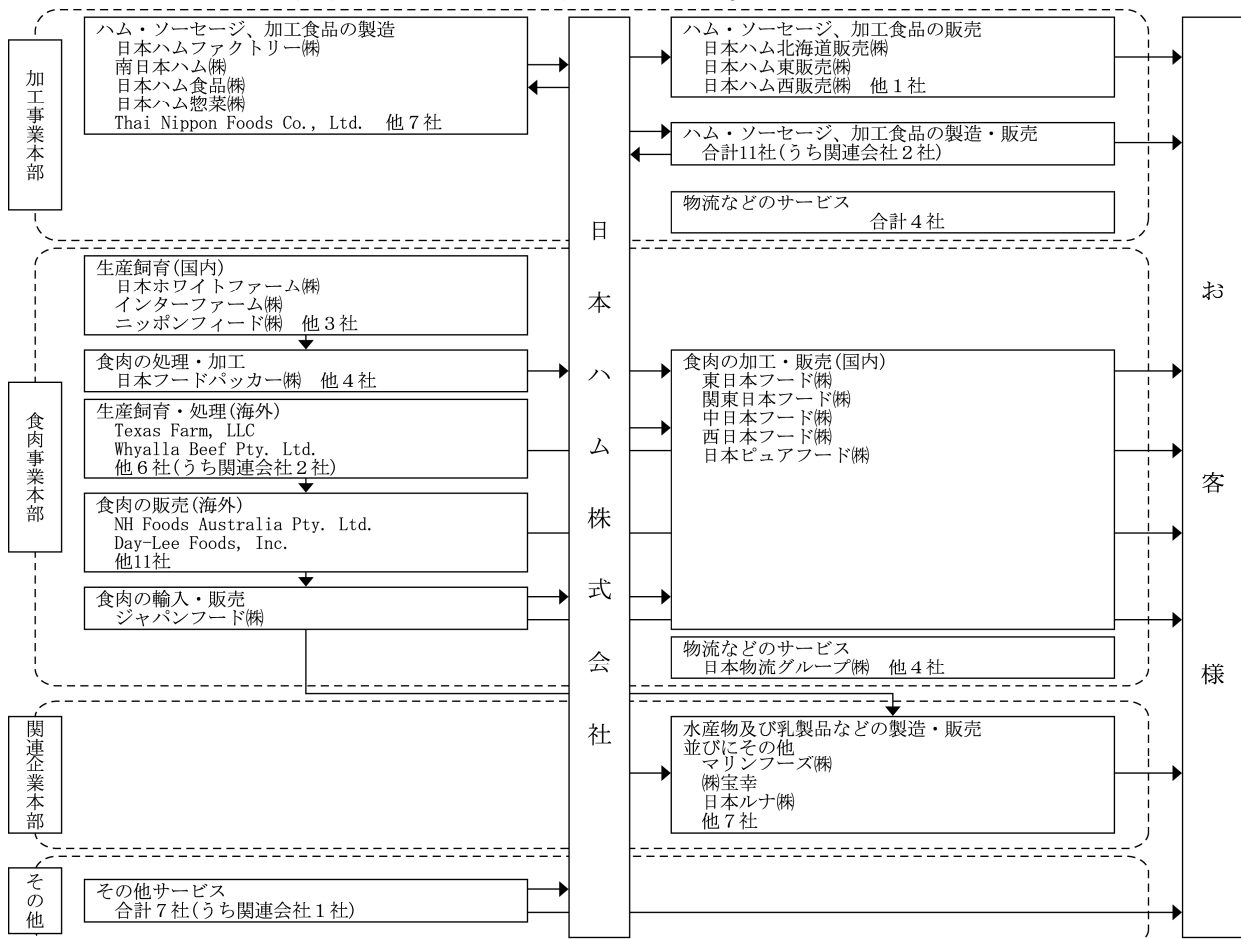 加工事業本部
ハム・ソーセージ、加工食品の製造
日本ハムファクトリー㈱
南日本ハム㈱
日本ハム食品㈱
日本ハム惣菜㈱
Thai Nippon Foods Co., Ltd. 他７社
ハム・ソーセージ、加工食品の販売
日本ハム北海道販売㈱
日本ハム東販売㈱
日本ハム西販売㈱ 他１社
ハム・ソーセージ、加工食品の製造・販売
合計11社(うち関連会社２社)
物流などのサービス
合計４社
食肉事業本部
生産飼育(国内)
日本ホワイトファーム㈱
インターファーム㈱
ニッポンフィード㈱ 他３社
食肉の処理・加工
日本フードパッカー㈱ 他４社
生産飼育・処理(海外)
Texas Farm, LLC
Whyalla Beef Pty. Ltd.
他６社(うち関連会社２社)
食肉の販売(海外)
NH Foods Australia Pty. Ltd.
Day-Lee Foods, Inc.
他11社
食肉の輸入・販売
ジャパンフード㈱
食肉の加工・販売(国内)
東日本フード㈱
関東日本フード㈱
中日本フード㈱
西日本フード㈱
日本ピュアフード㈱
物流などのサービス
日本物流グループ㈱ 他４社
関連企業本部
水産物及び乳製品などの製造・販売
並びにその他
マリンフーズ㈱
㈱宝幸
日本ルナ㈱
他７社
その他
その他サービス
合計７社(うち関連会社１社)
日本ハム株式会社
お客様